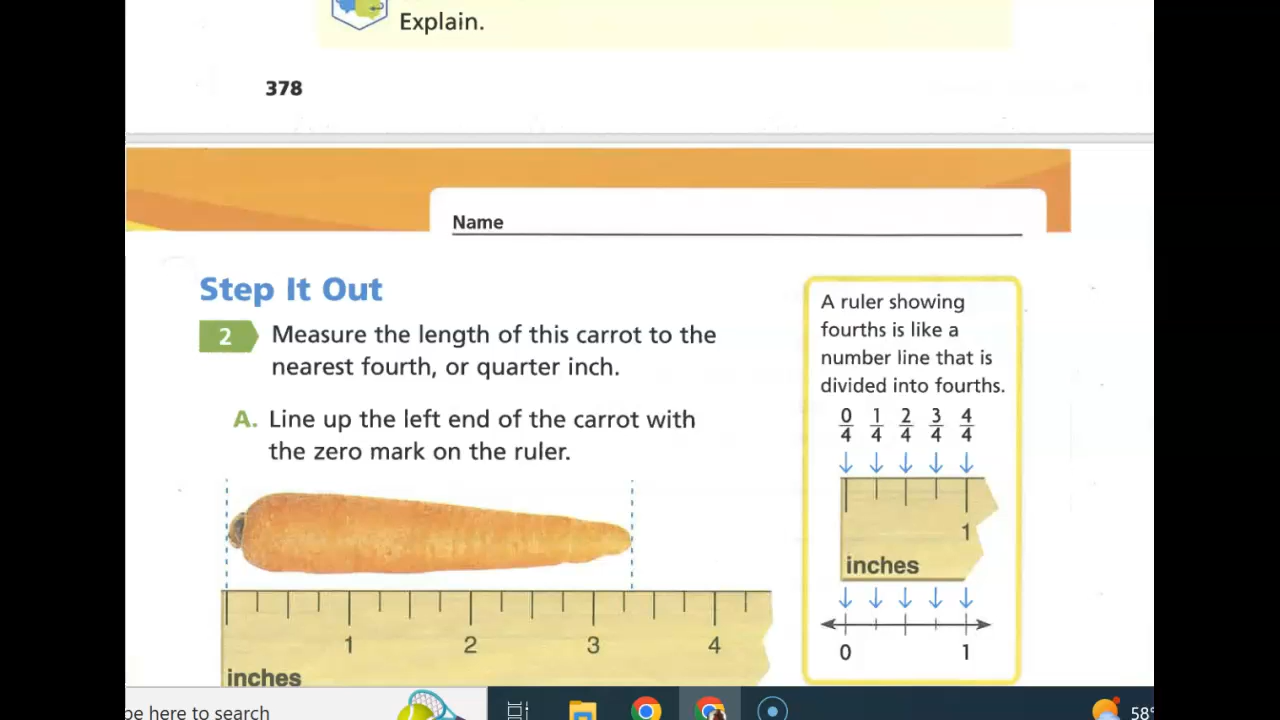 Explain.
378
Name
Step It Out
2 Measure the length of this carrot to the
nearest fourth, or quarter inch.
A. Line up the left end of the carrot with
the zero mark on the ruler.
1 2 3 4
inches
A ruler showing
fourths is like a
number line that is
divided into fourths.
0/4 1/4 2/4 3/4 4/4
1
inches
0 1
be here to search
58°